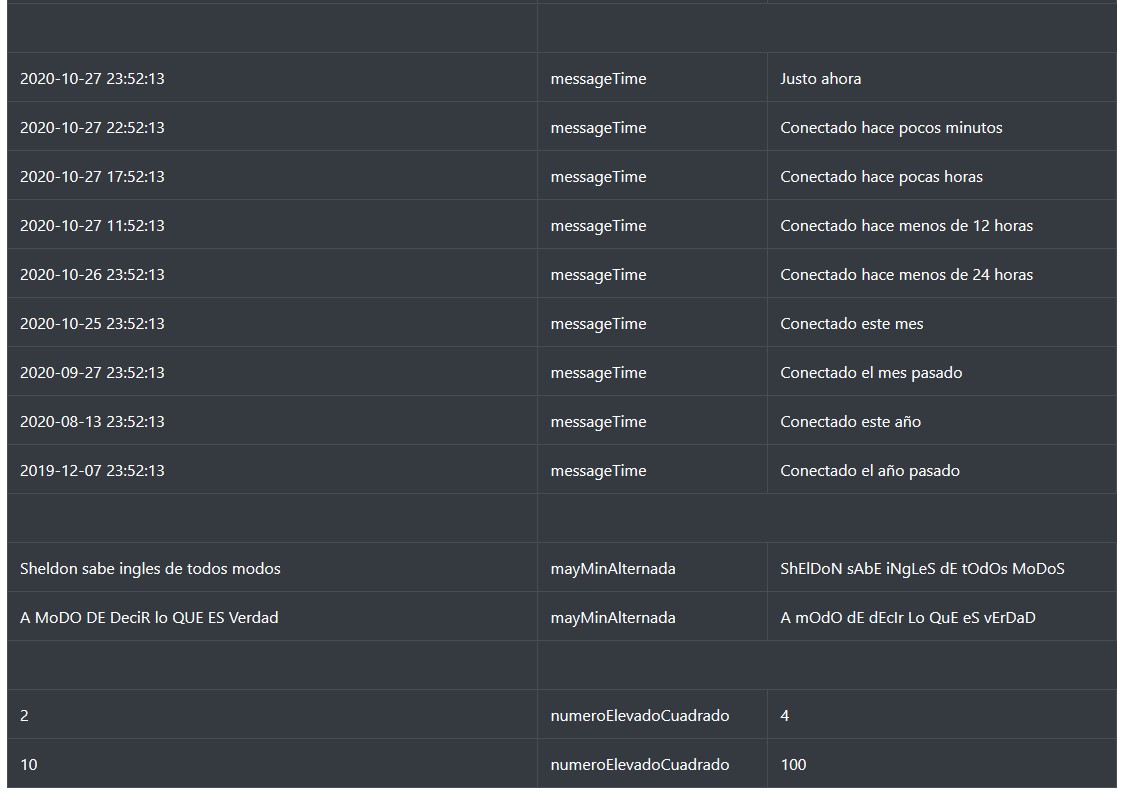 2020-10-27 23:52:13 messageTime Justo ahora
2020-10-27 22:52:13 messageTime Conectado hace pocos minutos
2020-10-27 17:52:13 messageTime Conectado hace pocas horas
2020-10-27 11:52:13 messageTime Conectado hace menos de 12 horas
2020-10-26 23:52:13 messageTime Conectado hace menos de 24 horas
2020-10-25 23:52:13 messageTime Conectado este mes
2020-09-27 23:52:13 messageTime Conectado el mes pasado
2020-08-13 23:52:13 messageTime Conectado este año
2019-12-07 23:52:13 messageTime Conectado el año pasado
Sheldon sabe ingles de todos modos mayMinAlternada ShElDoN sAbE iNgLeS dE tOdOs MoDoS
A MoDO DE DeciR lo QUE ES Verdad mayMinAlternada A mOdO dE dEcIr Lo QuE eS vErDaD
2 numeroElevadoCuadrado 4
10 numeroElevadoCuadrado 100